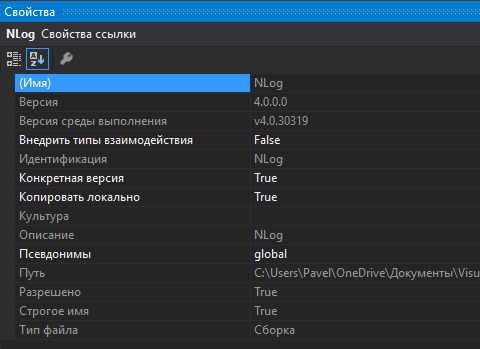 Свойства
NLog Свойства ссылки
(Имя) NLog
Версия 4.0.0.0
Версия среды выполнения v4.0.30319
Внедрить типы взаимодействия False
Идентификация NLog
Конкретная версия True
Копировать локально True
Культура
Описание NLog
Псевдонимы global
Путь C:\Users\Pavel\OneDrive\Документы\Visu
Разрешено True
Строгое имя True
Тип файла Сборка